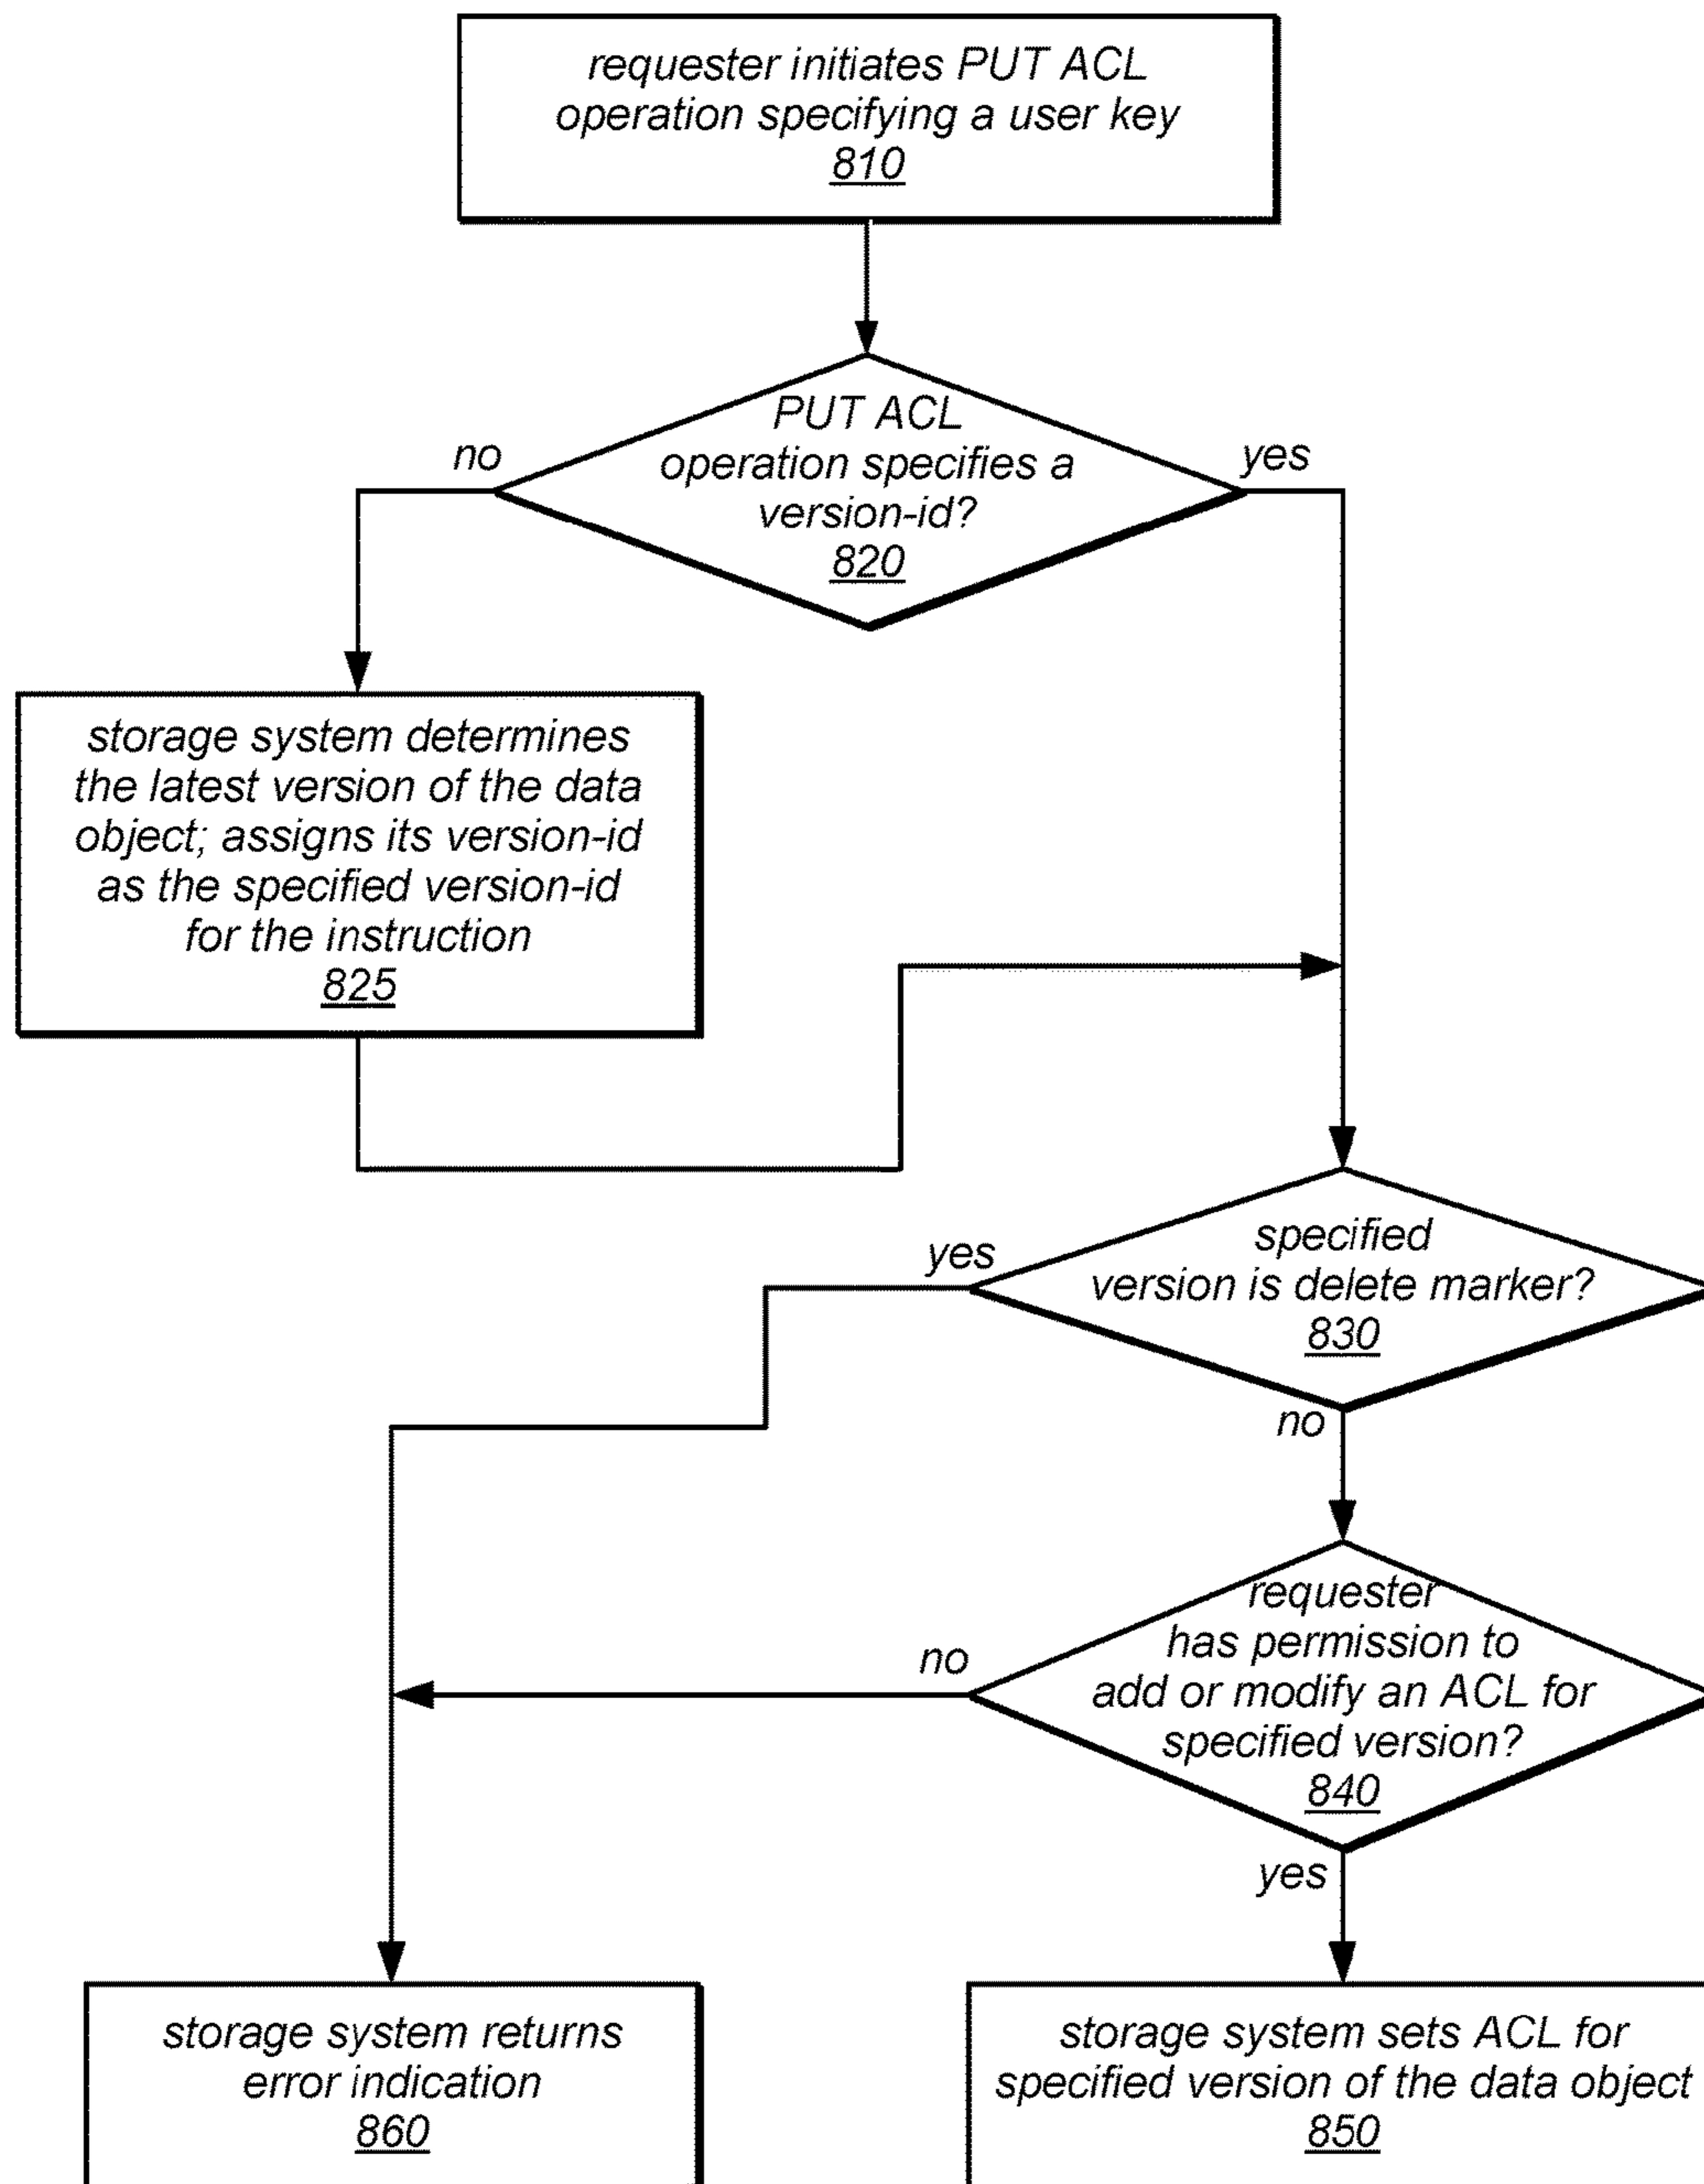 requester initiates PUT ACL
operation specifying a user key
810
PUT ACL
operation specifies a
version-id?
820
no
yes
storage system determines
the latest version of the data
object; assigns its version-id
as the specified version-id
for the instruction
825
specified
version is delete marker?
830
yes
no
requester
has permission to
add or modify an ACL for
specified version?
840
no
yes
storage system returns
error indication
860
storage system sets ACL for
specified version of the data object
850